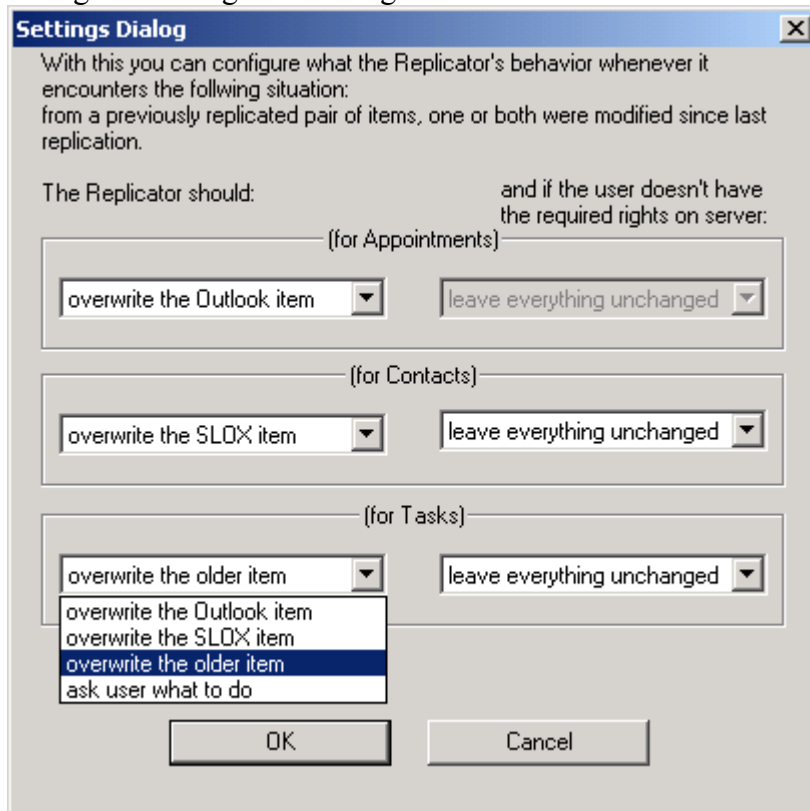 Settings Dialog
With this you can configure what the Replicator's behavior whenever it
encounters the follwing situation:
from a previously replicated pair of items, one or both were modified since last
replication.
The Replicator should:
and if the user doesn't have
the required rights on server:
(for Appointments)
overwrite the Outlook item
leave everything unchanged
(for Contacts)
overwrite the SLOX item
leave everything unchanged
(for Tasks)
overwrite the older item
leave everything unchanged
overwrite the Outlook item
overwrite the SLOX item
overwrite the older item
ask user what to do
OK
Cancel